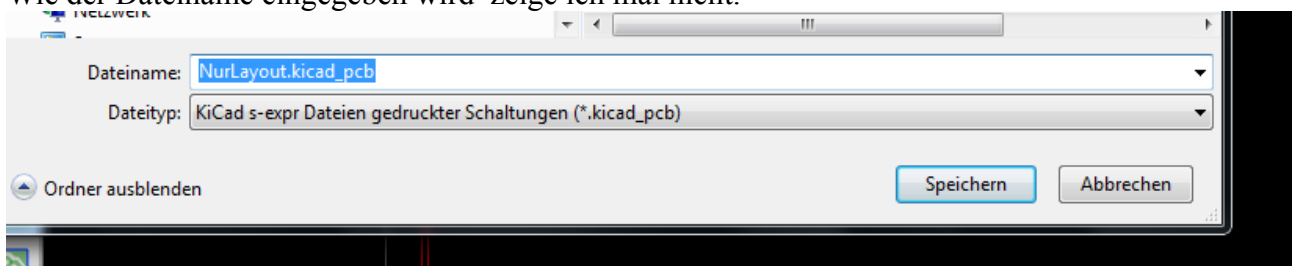 Wie der Dateiname eingegeben wird zeige ich mal nicht.
Netzwerk
Dateiname: NurLayout.kicad_pcb
Dateityp: KiCad s-expr Dateien gedruckter Schaltungen (*.kicad_pcb)
Ordner ausblenden Speichern Abbrechen